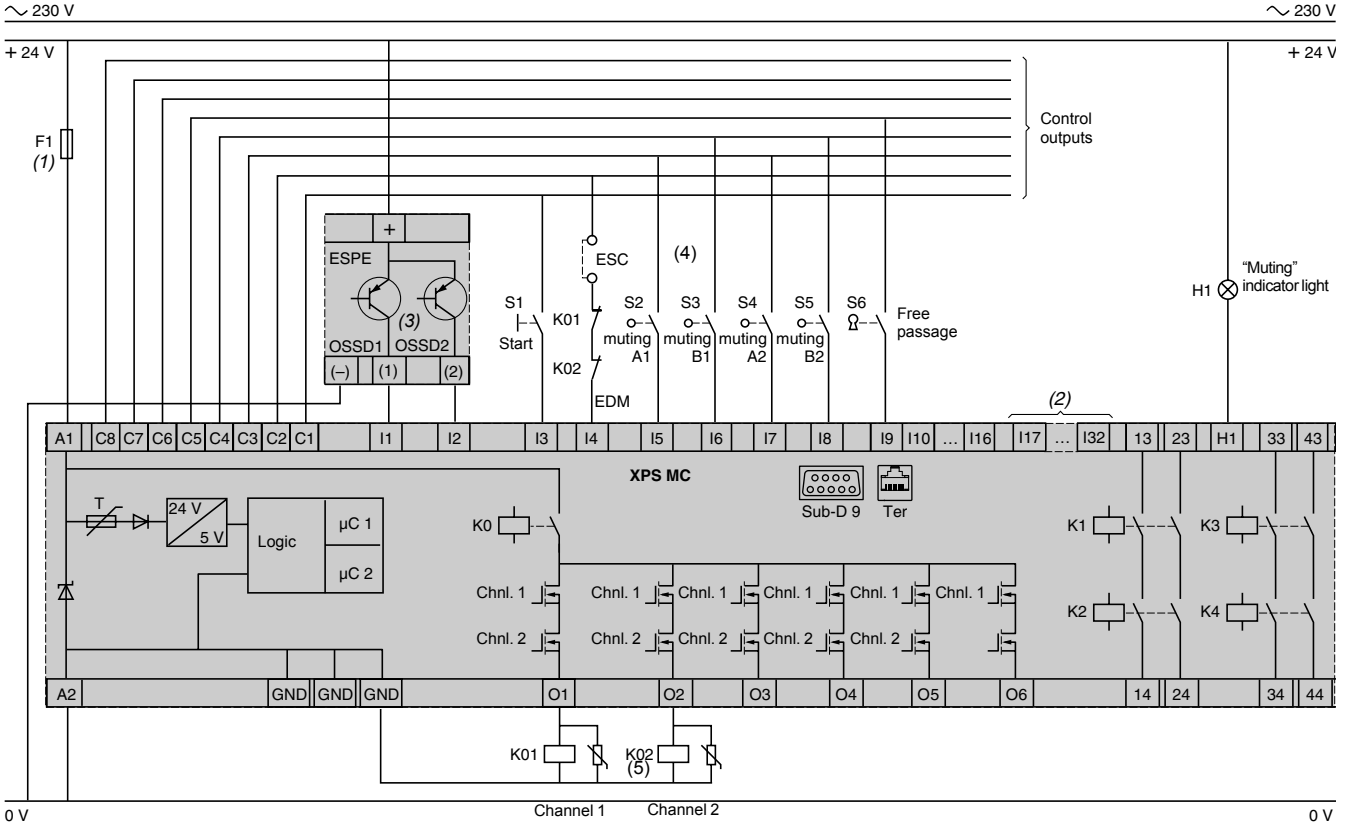 230 V
230 V
+ 24 V
+ 24 V
F1
(1)
Control
outputs
+
ESPE
(3)
OSSD1
OSSD2
(–)
(1)
(2)
S1
Start
ESC
K01
K02
EDM
(4)
S2
muting
A1
S3
muting
B1
S4
muting
A2
S5
muting
B2
S6
Free
passage
H1
“Muting”
indicator light
(2)
A1 C8 C7 C6 C5 C4 C3 C2 C1 I1 I2 I3 I4 I5 I6 I7 I8 I9 I10 ... I16 I17 ... I32 13 23 H1 33 43
XPS MC
Sub-D 9
Ter
T
24 V
5 V
Logic
µC 1
µC 2
K0
K1
K3
K2
K4
Chnl. 1 Chnl. 1 Chnl. 1 Chnl. 1 Chnl. 1 Chnl. 1
Chnl. 2 Chnl. 2 Chnl. 2 Chnl. 2 Chnl. 2
A2 GND GND GND O1 O2 O3 O4 O5 O6 14 24 34 44
K01
K02
(5)
Channel 1
Channel 2
0 V
0 V